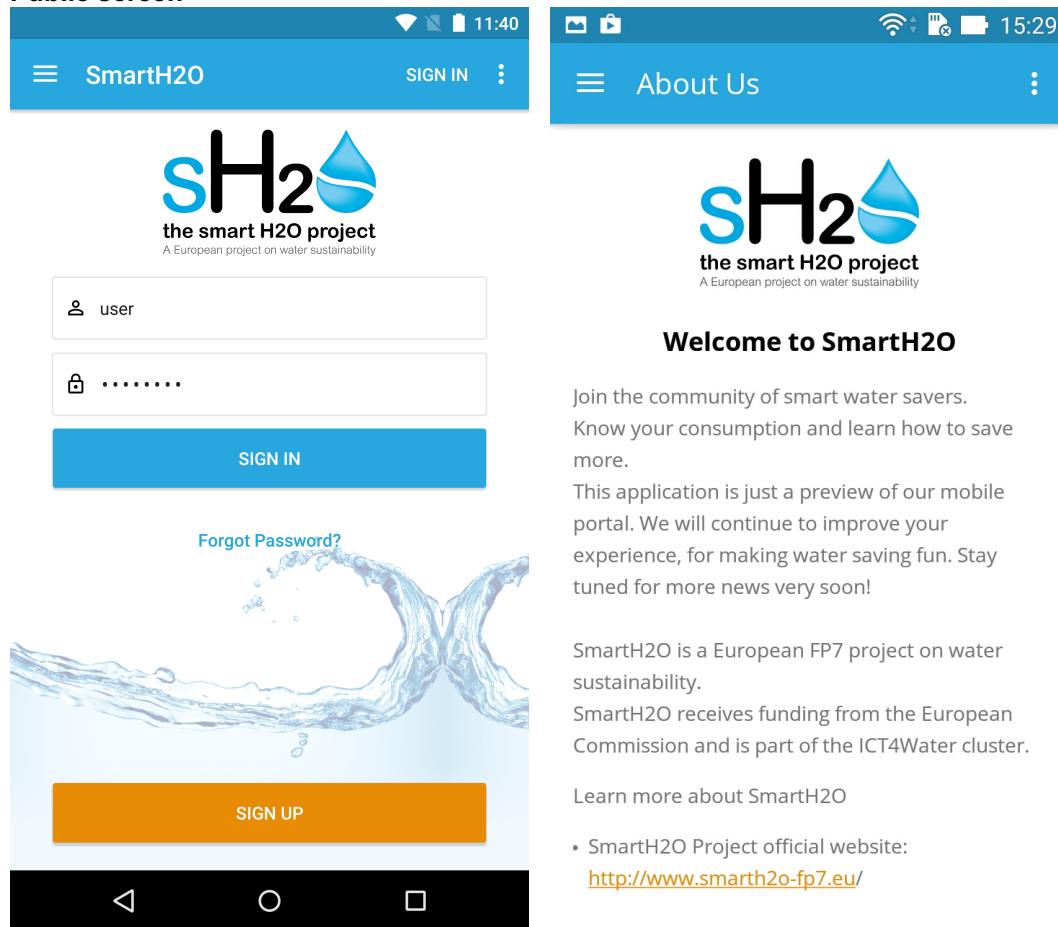 11:40
SmartH2O
SIGN IN
sH2O
the smart H2O project
A European project on water sustainability
user
••••••••
SIGN IN
Forgot Password?
SIGN UP
15:29
About Us
sH2O
the smart H2O project
A European project on water sustainability
Welcome to SmartH2O
Join the community of smart water savers.
Know your consumption and learn how to save
more.
This application is just a preview of our mobile
portal. We will continue to improve your
experience, for making water saving fun. Stay
tuned for more news very soon!
SmartH2O is a European FP7 project on water
sustainability.
SmartH2O receives funding from the European
Commission and is part of the ICT4Water cluster.
Learn more about SmartH2O
• SmartH2O Project official website:
http://www.smarth2o-fp7.eu/